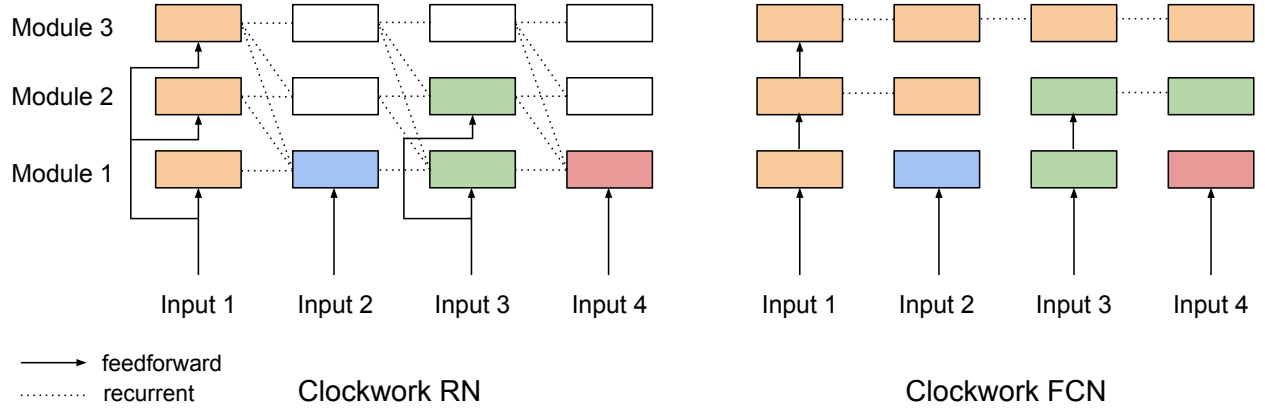 Module 3
Module 2
Module 1
Input 1 Input 2 Input 3 Input 4
Input 1 Input 2 Input 3 Input 4
feedforward
recurrent
Clockwork RN
Clockwork FCN